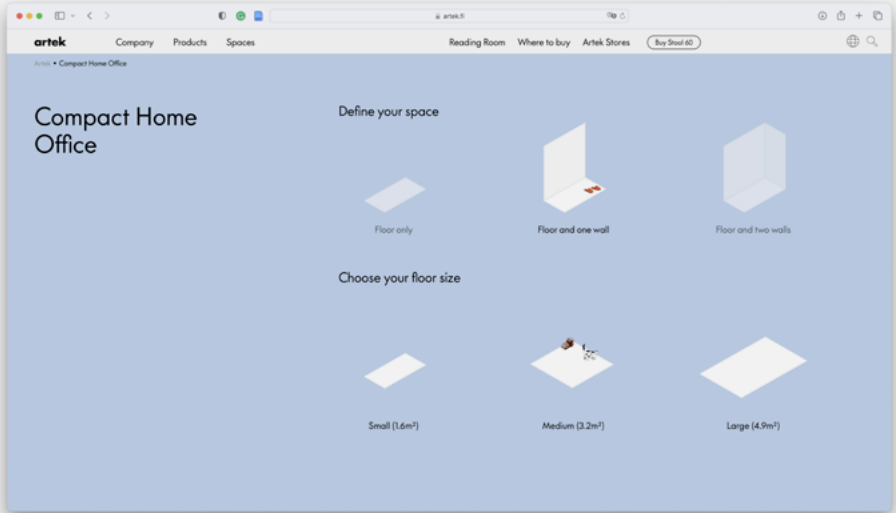 artek.fi
artek
Company
Products
Spaces
Reading Room
Where to buy
Artek Stores
Buy Stool 60
Artek • Compact Home Office
Compact Home
Office
Define your space
Floor only
Floor and one wall
Floor and two walls
Choose your floor size
Small (1.6m²)
Medium (3.2m²)
Large (4.9m²)